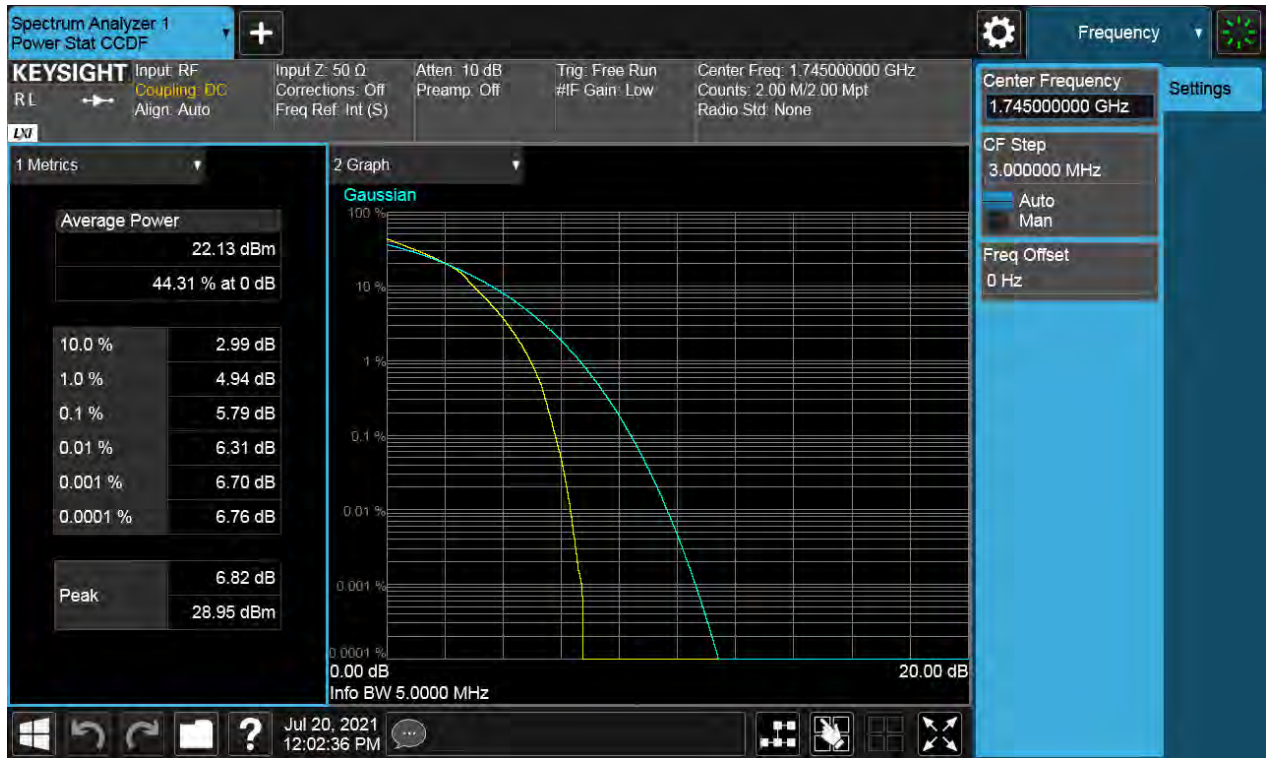 Spectrum Analyzer 1
Power Stat CCDF
+
Frequency
KEYSIGHT
RL
LXI
Input: RF
Coupling: DC
Align: Auto
Input Z: 50 Ω
Corrections: Off
Freq Ref: Int (S)
Atten: 10 dB
Preamp: Off
Trig: Free Run
#IF Gain: Low
Center Freq: 1.745000000 GHz
Counts: 2.00 M/2.00 Mpt
Radio Std: None
Center Frequency
1.745000000 GHz
Settings
CF Step
3.000000 MHz
Auto
Man
Freq Offset
0 Hz
1 Metrics
Average Power
22.13 dBm
44.31 % at 0 dB
10.0 % 2.99 dB
1.0 % 4.94 dB
0.1 % 5.79 dB
0.01 % 6.31 dB
0.001 % 6.70 dB
0.0001 % 6.76 dB
Peak
6.82 dB
28.95 dBm
2 Graph
Gaussian
100 %
10 %
1 %
0.1 %
0.01 %
0.001 %
0.0001 %
0.00 dB 20.00 dB
Info BW 5.0000 MHz
?
Jul 20, 2021
12:02:36 PM